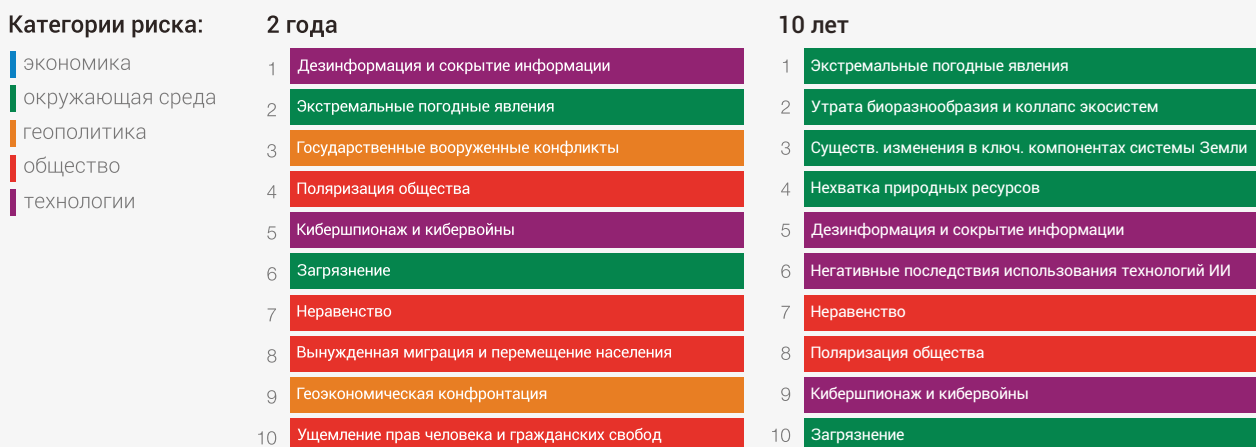 Категории риска:
экономика
окружающая среда
геополитика
общество
технологии
2 года
1 Дезинформация и сокрытие информации
2 Экстремальные погодные явления
3 Государственные вооруженные конфликты
4 Поляризация общества
5 Кибершпионаж и кибервойны
6 Загрязнение
7 Неравенство
8 Вынужденная миграция и перемещение населения
9 Геоэкономическая конфронтация
10 Ущемление прав человека и гражданских свобод
10 лет
1 Экстремальные погодные явления
2 Утрата биоразнообразия и коллапс экосистем
3 Существ. изменения в ключ. компонентах системы Земли
4 Нехватка природных ресурсов
5 Дезинформация и сокрытие информации
6 Негативные последствия использования технологий ИИ
7 Неравенство
8 Поляризация общества
9 Кибершпионаж и кибервойны
10 Загрязнение